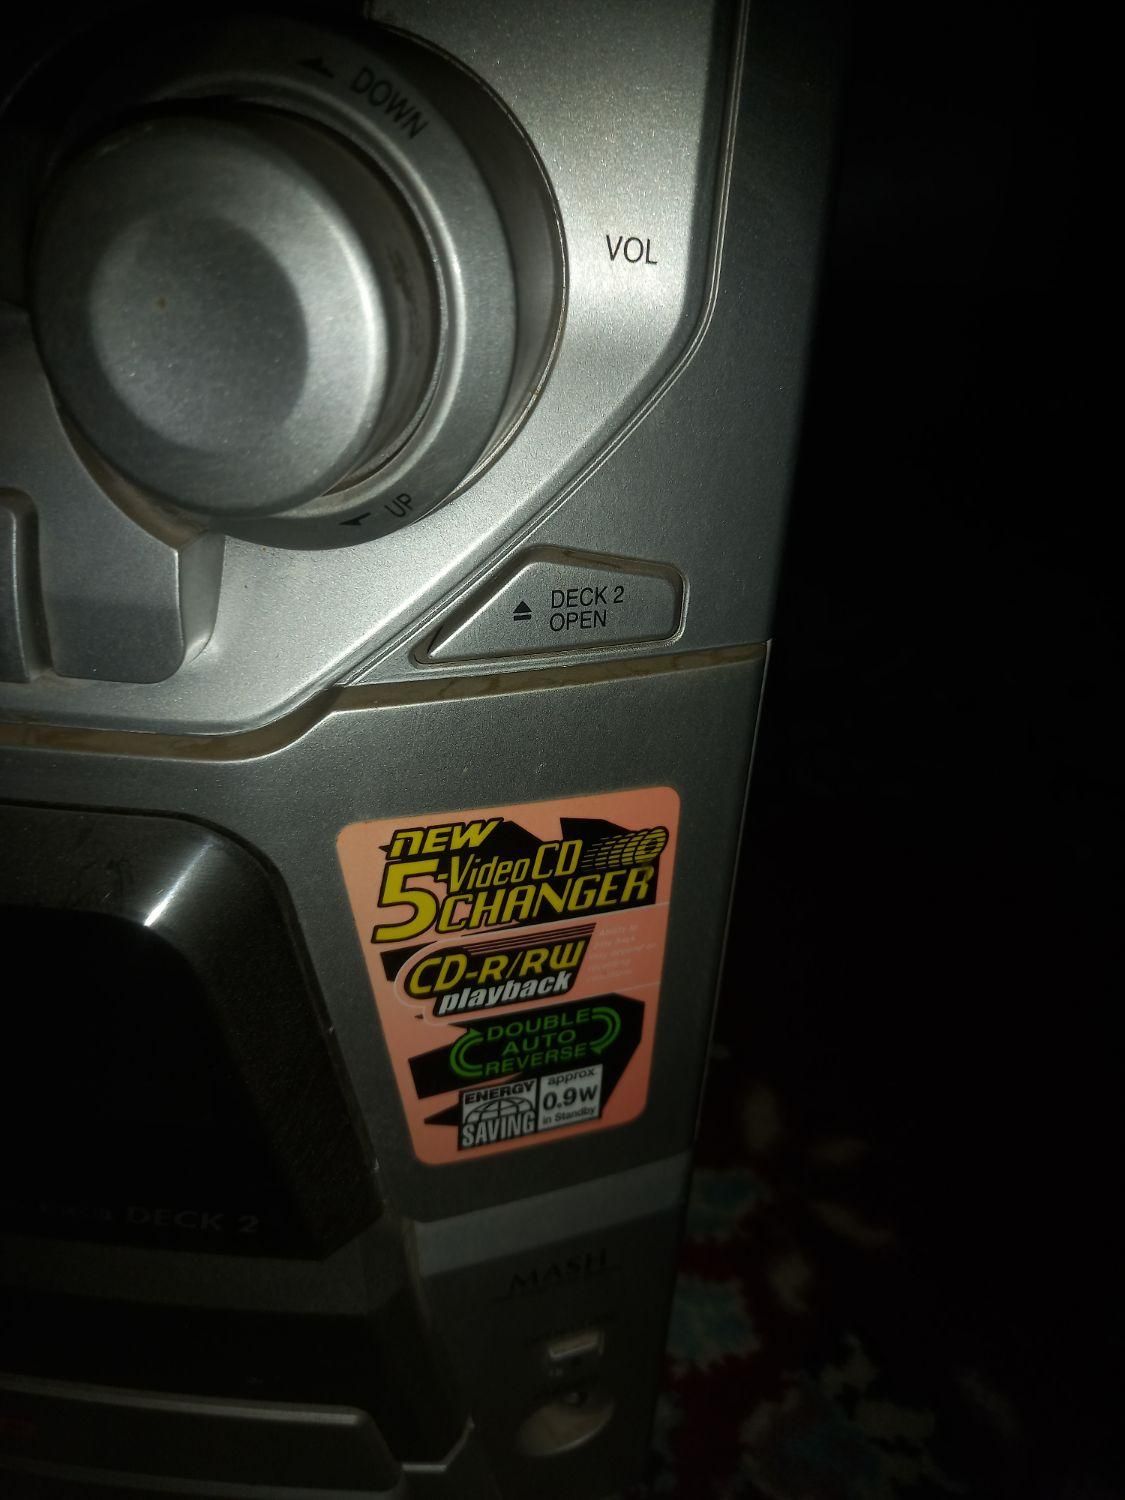 DOWN
VOL
UP
DECK 2
OPEN
NEW
5-Video CD
CHANGER
CD-R/RW
playback
DOUBLE
AUTO
REVERSE
ENERGY
SAVING
approx
0.9W
in Standby
DECK 2
MASH